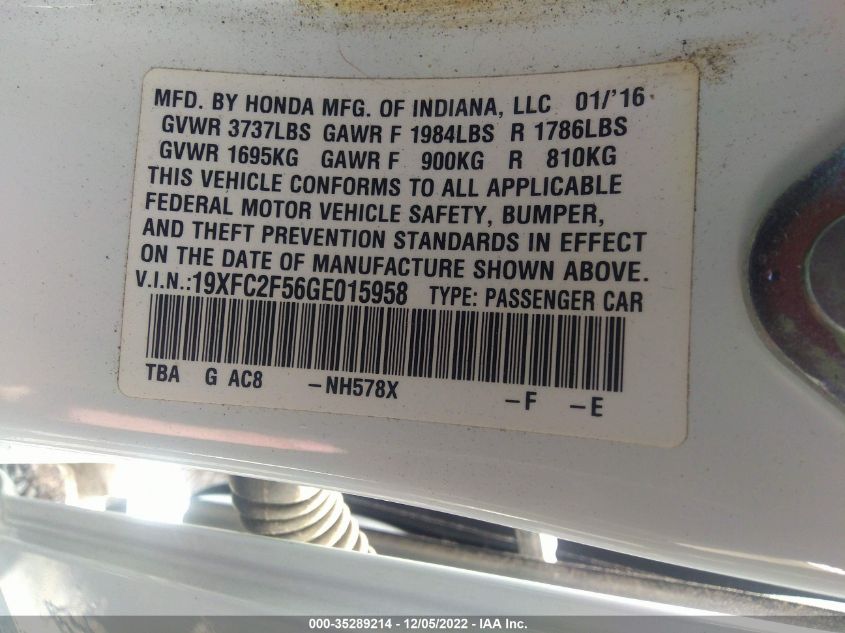 MFD. BY HONDA MFG. OF INDIANA, LLC 01/'16
GVWR 3737LBS GAWR F 1984LBS R 1786LBS
GVWR 1695KG GAWR F 900KG R 810KG
THIS VEHICLE CONFORMS TO ALL APPLICABLE
FEDERAL MOTOR VEHICLE SAFETY, BUMPER,
AND THEFT PREVENTION STANDARDS IN EFFECT
ON THE DATE OF MANUFACTURE SHOWN ABOVE.
V.I.N.:19XFC2F56GE015958 TYPE: PASSENGER CAR
TBA G AC8 -NH578X -F -E
000-35289214 - 12/05/2022 - IAA Inc.